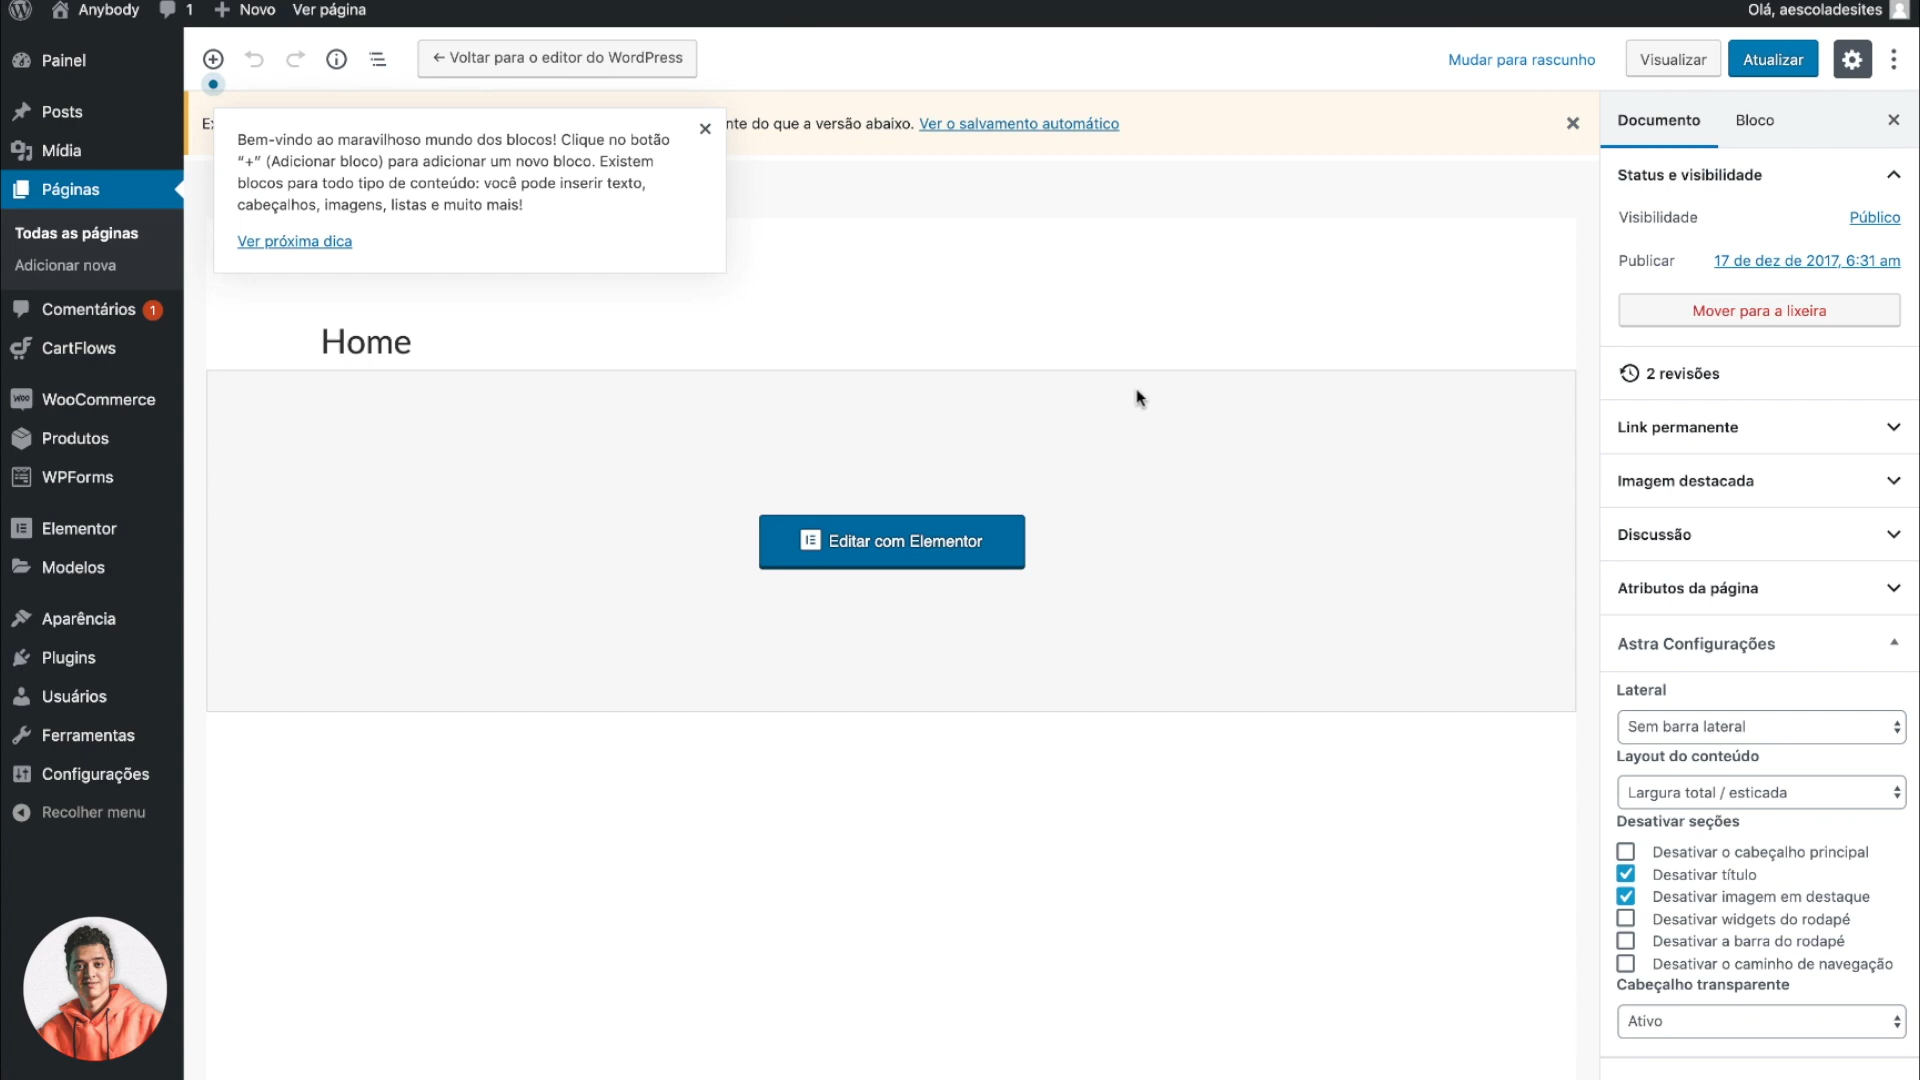 Anybody
1
Novo
Ver página
Olá, aescoladesites
Painel
Posts
Mídia
Páginas
Todas as páginas
Adicionar nova
Comentários 1
CartFlows
WooCommerce
Produtos
WPForms
Elementor
Modelos
Aparência
Plugins
Usuários
Ferramentas
Configurações
Recolher menu
← Voltar para o editor do WordPress
Mudar para rascunho
Visualizar
Atualizar
nte do que a versão abaixo. Ver o salvamento automático
Bem-vindo ao maravilhoso mundo dos blocos! Clique no botão
“+” (Adicionar bloco) para adicionar um novo bloco. Existem
blocos para todo tipo de conteúdo: você pode inserir texto,
cabeçalhos, imagens, listas e muito mais!
Ver próxima dica
Home
Editar com Elementor
Documento
Bloco
Status e visibilidade
Visibilidade
Público
Publicar
17 de dez de 2017, 6:31 am
Mover para a lixeira
2 revisões
Link permanente
Imagem destacada
Discussão
Atributos da página
Astra Configurações
Lateral
Sem barra lateral
Layout do conteúdo
Largura total / esticada
Desativar seções
Desativar o cabeçalho principal
Desativar título
Desativar imagem em destaque
Desativar widgets do rodapé
Desativar a barra do rodapé
Desativar o caminho de navegação
Cabeçalho transparente
Ativo